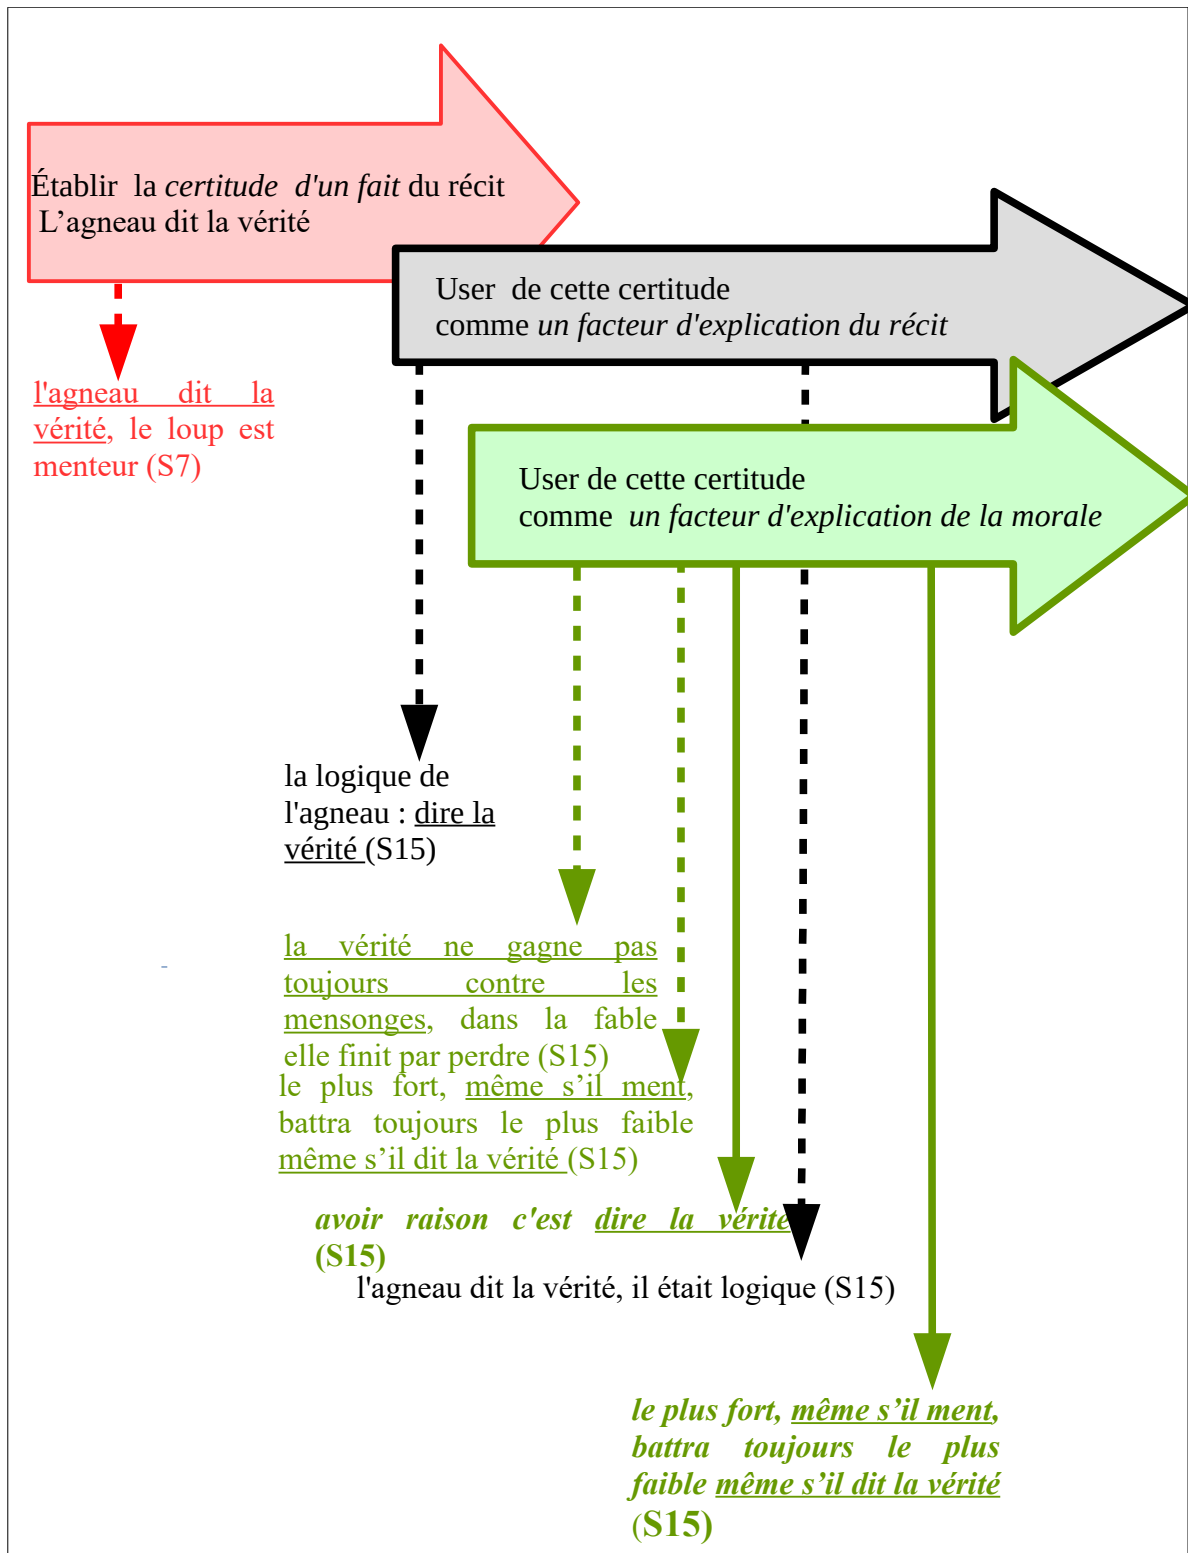 Établir la certitude d'un fait du récit
L’agneau dit la vérité
User de cette certitude
comme un facteur d'explication du récit
l'agneau dit la
vérité, le loup est
menteur (S7)
User de cette certitude
comme un facteur d'explication de la morale
la logique de
l'agneau : dire la
vérité (S15)
la vérité ne gagne pas
toujours contre les
mensonges, dans la fable
elle finit par perdre (S15)
le plus fort, même s’il ment,
battra toujours le plus faible
même s’il dit la vérité (S15)
avoir raison c'est dire la vérité
(S15)
l'agneau dit la vérité, il était logique (S15)
le plus fort, même s’il ment,
battra toujours le plus
faible même s’il dit la vérité
(S15)